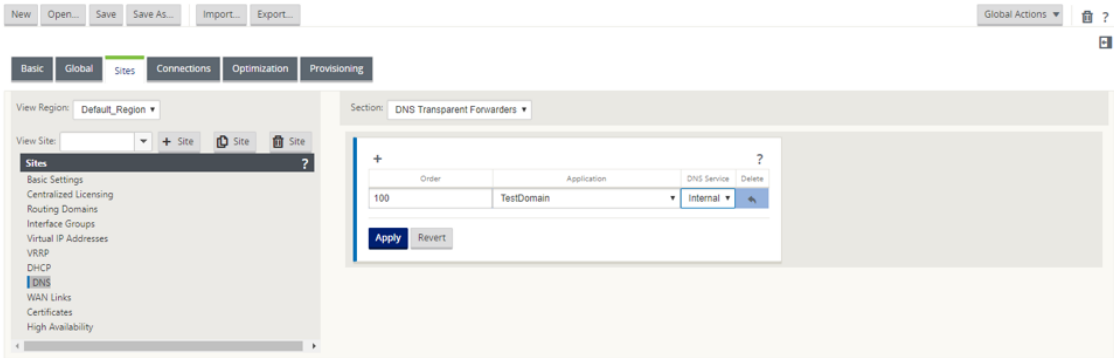 New Open... Save Save As... Import... Export... Global Actions ▼ ?
Basic Global Sites Connections Optimization Provisioning
View Region: Default_Region ▼ Section: DNS Transparent Forwarders ▼
View Site: + Site Site Site
Sites ?
Basic Settings
Centralized Licensing
Routing Domains
Interface Groups
Virtual IP Addresses
VRRP
DHCP
DNS
WAN Links
Certificates
High Availability
+ ?
Order Application DNS Service Delete
100 TestDomain ▼ Internal ▼
Apply Revert